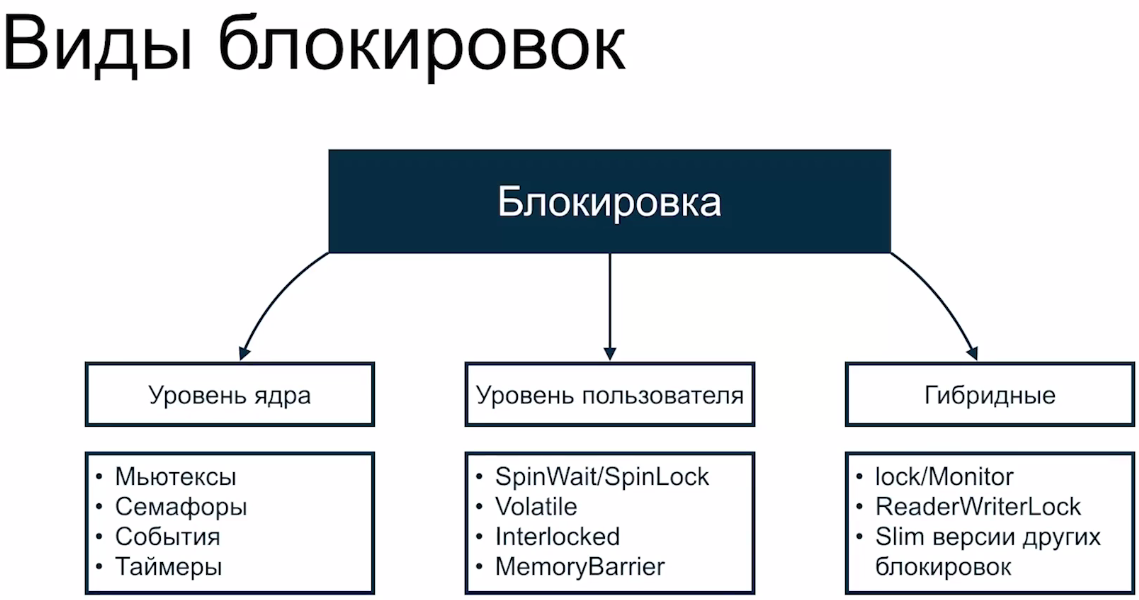 Виды блокировок
Блокировка
Уровень ядра
Уровень пользователя
Гибридные
• Мьютексы
• Семафоры
• События
• Таймеры
• SpinWait/SpinLock
• Volatile
• Interlocked
• MemoryBarrier
• lock/Monitor
• ReaderWriterLock
• Slim версии других
блокировок